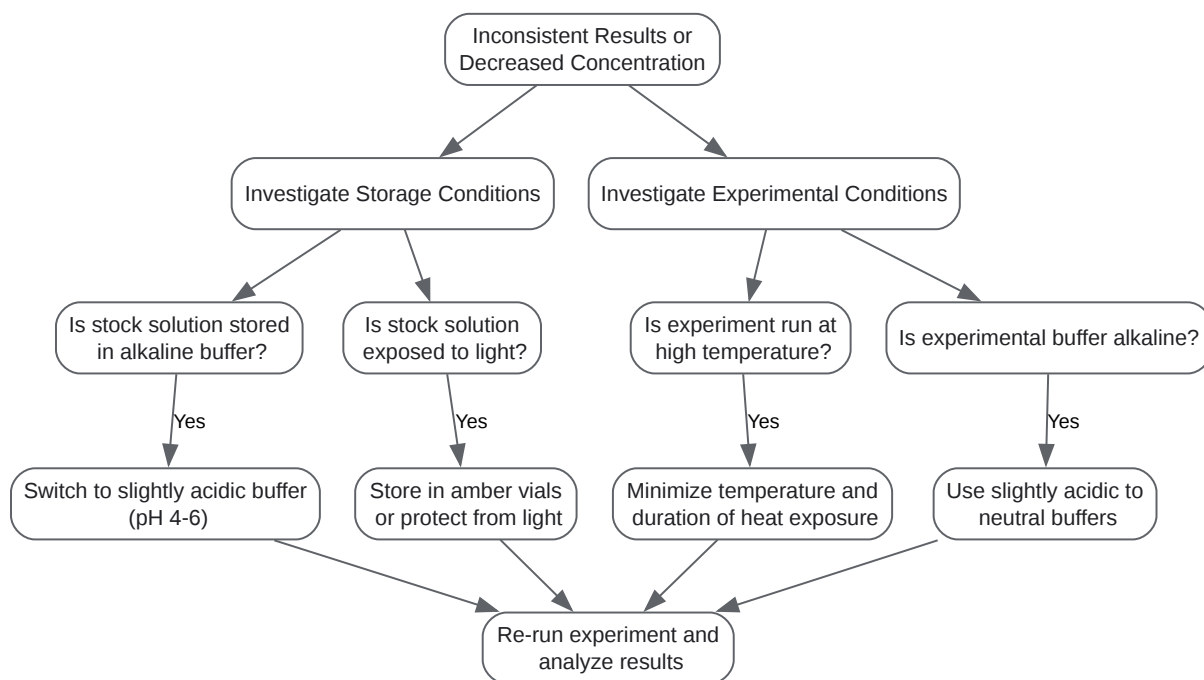 Inconsistent Results or
Decreased Concentration
Investigate Storage Conditions
Investigate Experimental Conditions
Is stock solution stored
in alkaline buffer?
Is stock solution
exposed to light?
Is experiment run at
high temperature?
Is experimental buffer alkaline?
Yes
Yes
Yes
Yes
Switch to slightly acidic buffer
(pH 4-6)
Store in amber vials
or protect from light
Minimize temperature and
duration of heat exposure
Use slightly acidic to
neutral buffers
Re-run experiment and
analyze results